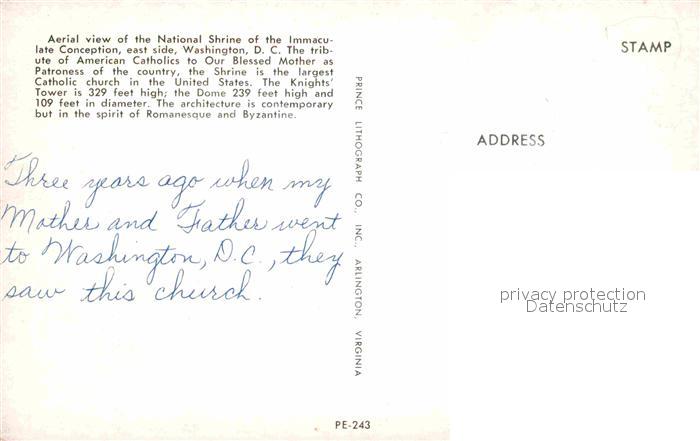 Aerial view of the National Shrine of the Immacu-
late Conception, east side, Washington, D. C. The trib-
ute of American Catholics to Our Blessed Mother as
Patroness of the country, the Shrine is the largest
Catholic church in the United States. The Knights'
Tower is 329 feet high; the Dome 239 feet high and
109 feet in diameter. The architecture is contemporary
but in the spirit of Romanesque and Byzantine.
Three years ago when my
Mother and Father went
to Washington, D.C., they
saw this church.
PRINCE LITHOGRAPH CO., INC., ARLINGTON, VIRGINIA
PE-243
STAMP
ADDRESS
privacy protection
Datenschutz